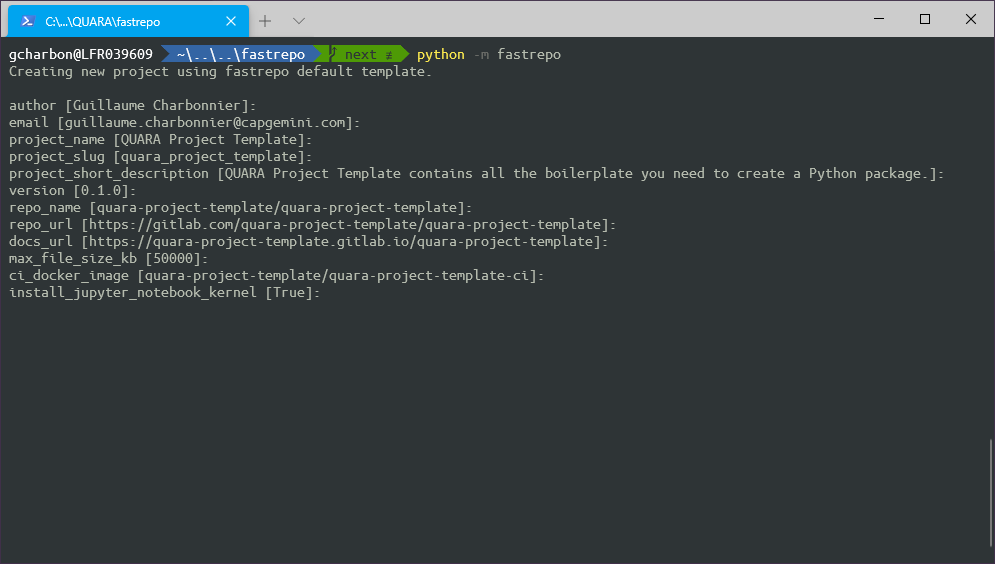 C:\...\QUARA\fastrepo
gcharbon@LFR039609 ~\..\..\fastrepo next ≢ python -m fastrepo
Creating new project using fastrepo default template.
author [Guillaume Charbonnier]:
email [guillaume.charbonnier@capgemini.com]:
project_name [QUARA Project Template]:
project_slug [quara_project_template]:
project_short_description [QUARA Project Template contains all the boilerplate you need to create a Python package.]:
version [0.1.0]:
repo_name [quara-project-template/quara-project-template]:
repo_url [https://gitlab.com/quara-project-template/quara-project-template]:
docs_url [https://quara-project-template.gitlab.io/quara-project-template]:
max_file_size_kb [50000]:
ci_docker_image [quara-project-template/quara-project-template-ci]:
install_jupyter_notebook_kernel [True]: